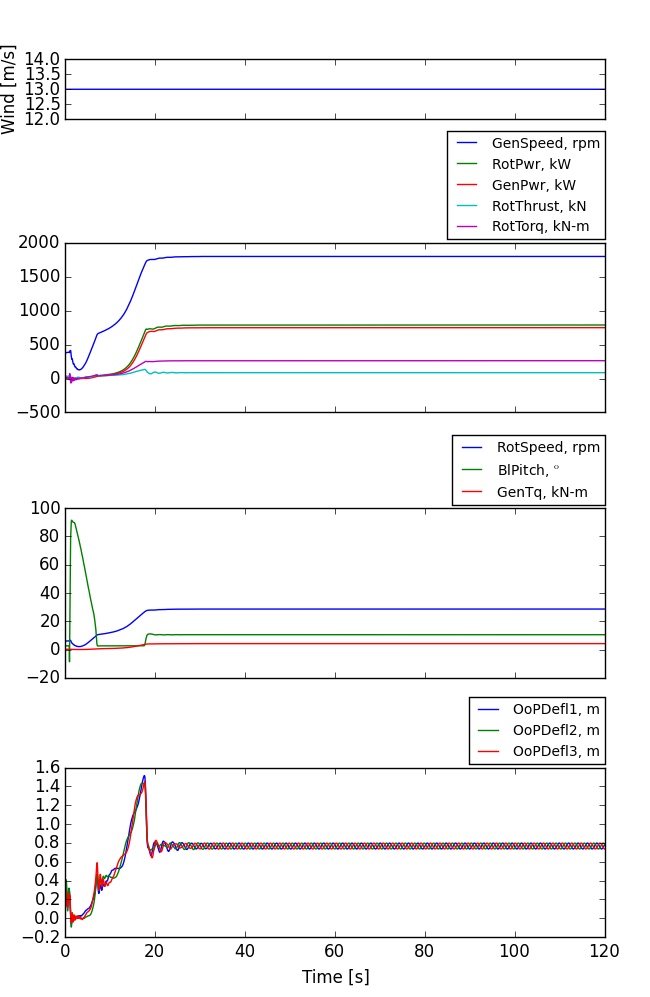 Wind [m/s]
14.0
13.5
13.0
12.5
12.0
GenSpeed, rpm
RotPwr, kW
GenPwr, kW
RotThrust, kN
RotTorq, kN-m
2000
1500
1000
500
0
−500
RotSpeed, rpm
BlPitch, °
GenTq, kN-m
100
80
60
40
20
0
−20
OoPDefl1, m
OoPDefl2, m
OoPDefl3, m
1.6
1.4
1.2
1.0
0.8
0.6
0.4
0.2
0.0
−0.2
0 20 40 60 80 100 120
Time [s]